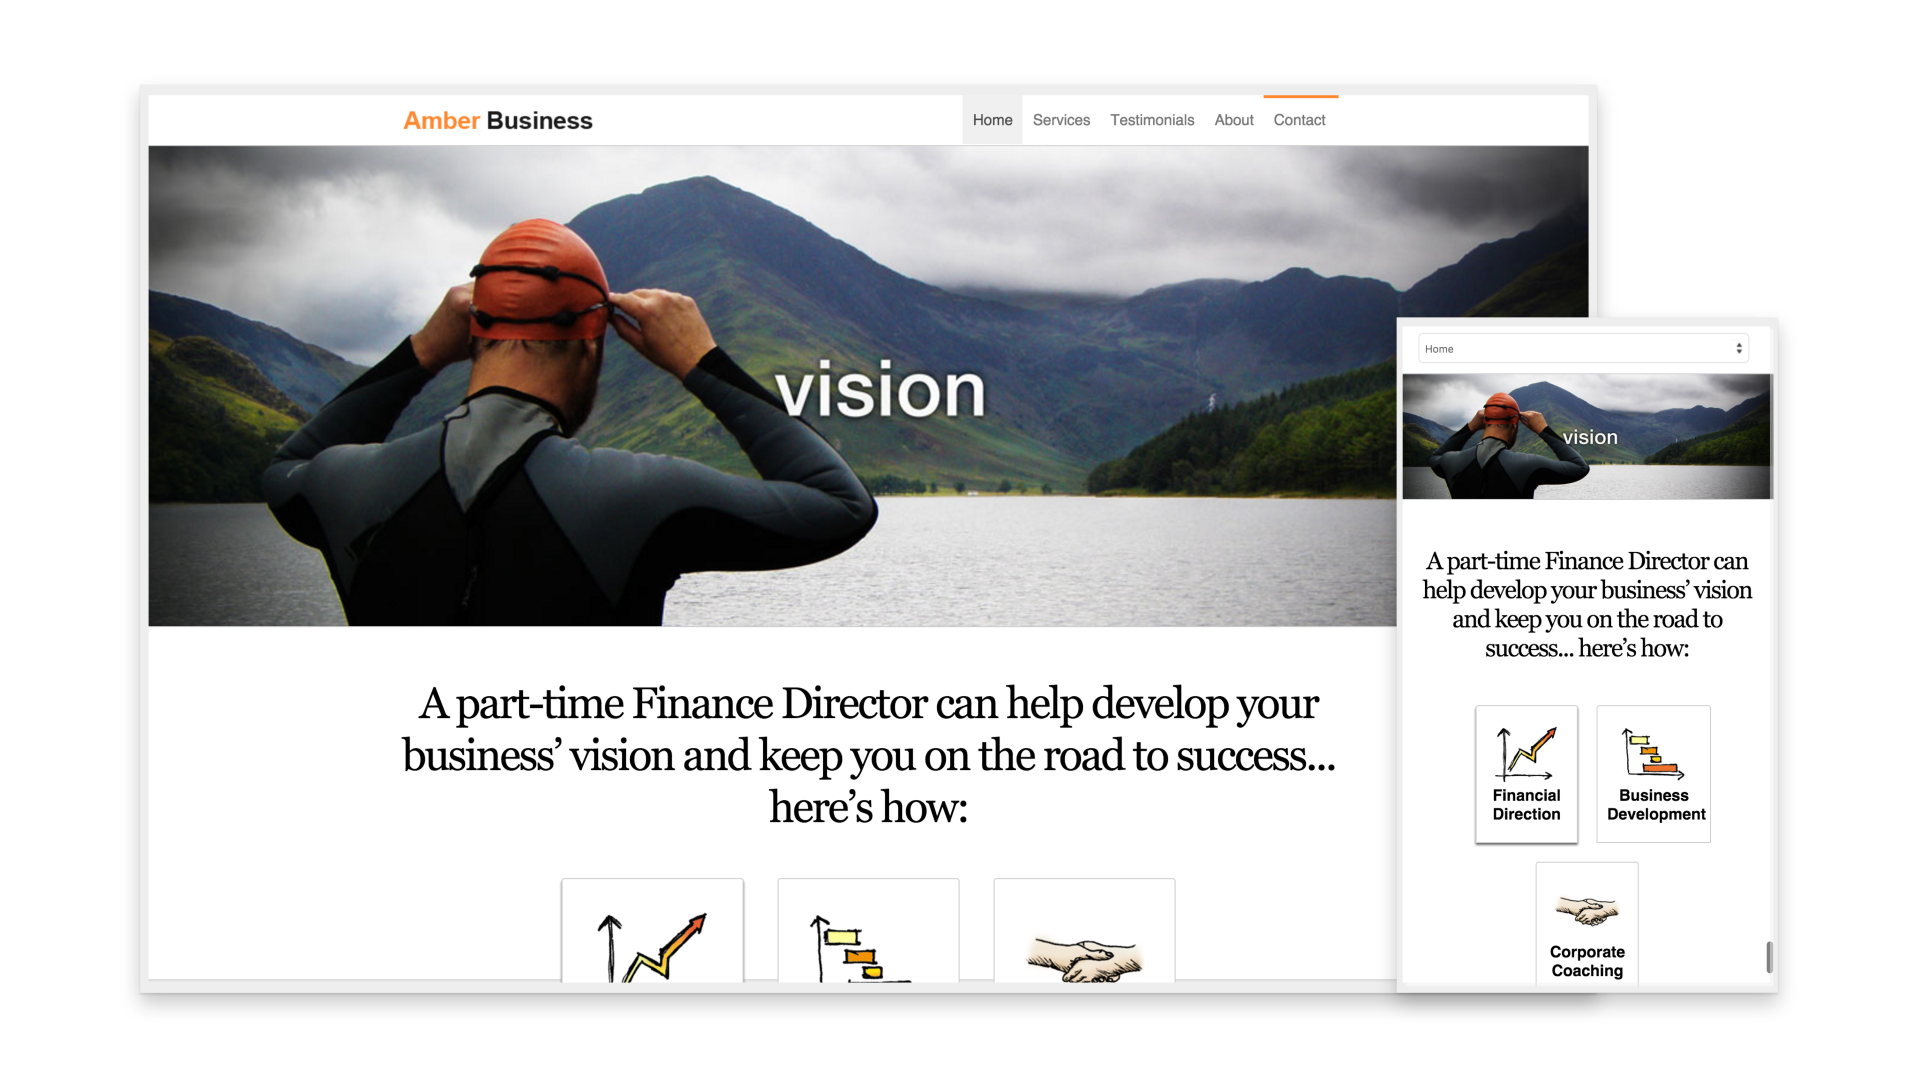 Amber Business
Home Services Testimonials About Contact
vision
A part-time Finance Director can help develop your
business’ vision and keep you on the road to success...
here’s how:
Home
vision
A part-time Finance Director can
help develop your business’ vision
and keep you on the road to
success... here’s how:
Financial
Direction
Business
Development
Corporate
Coaching